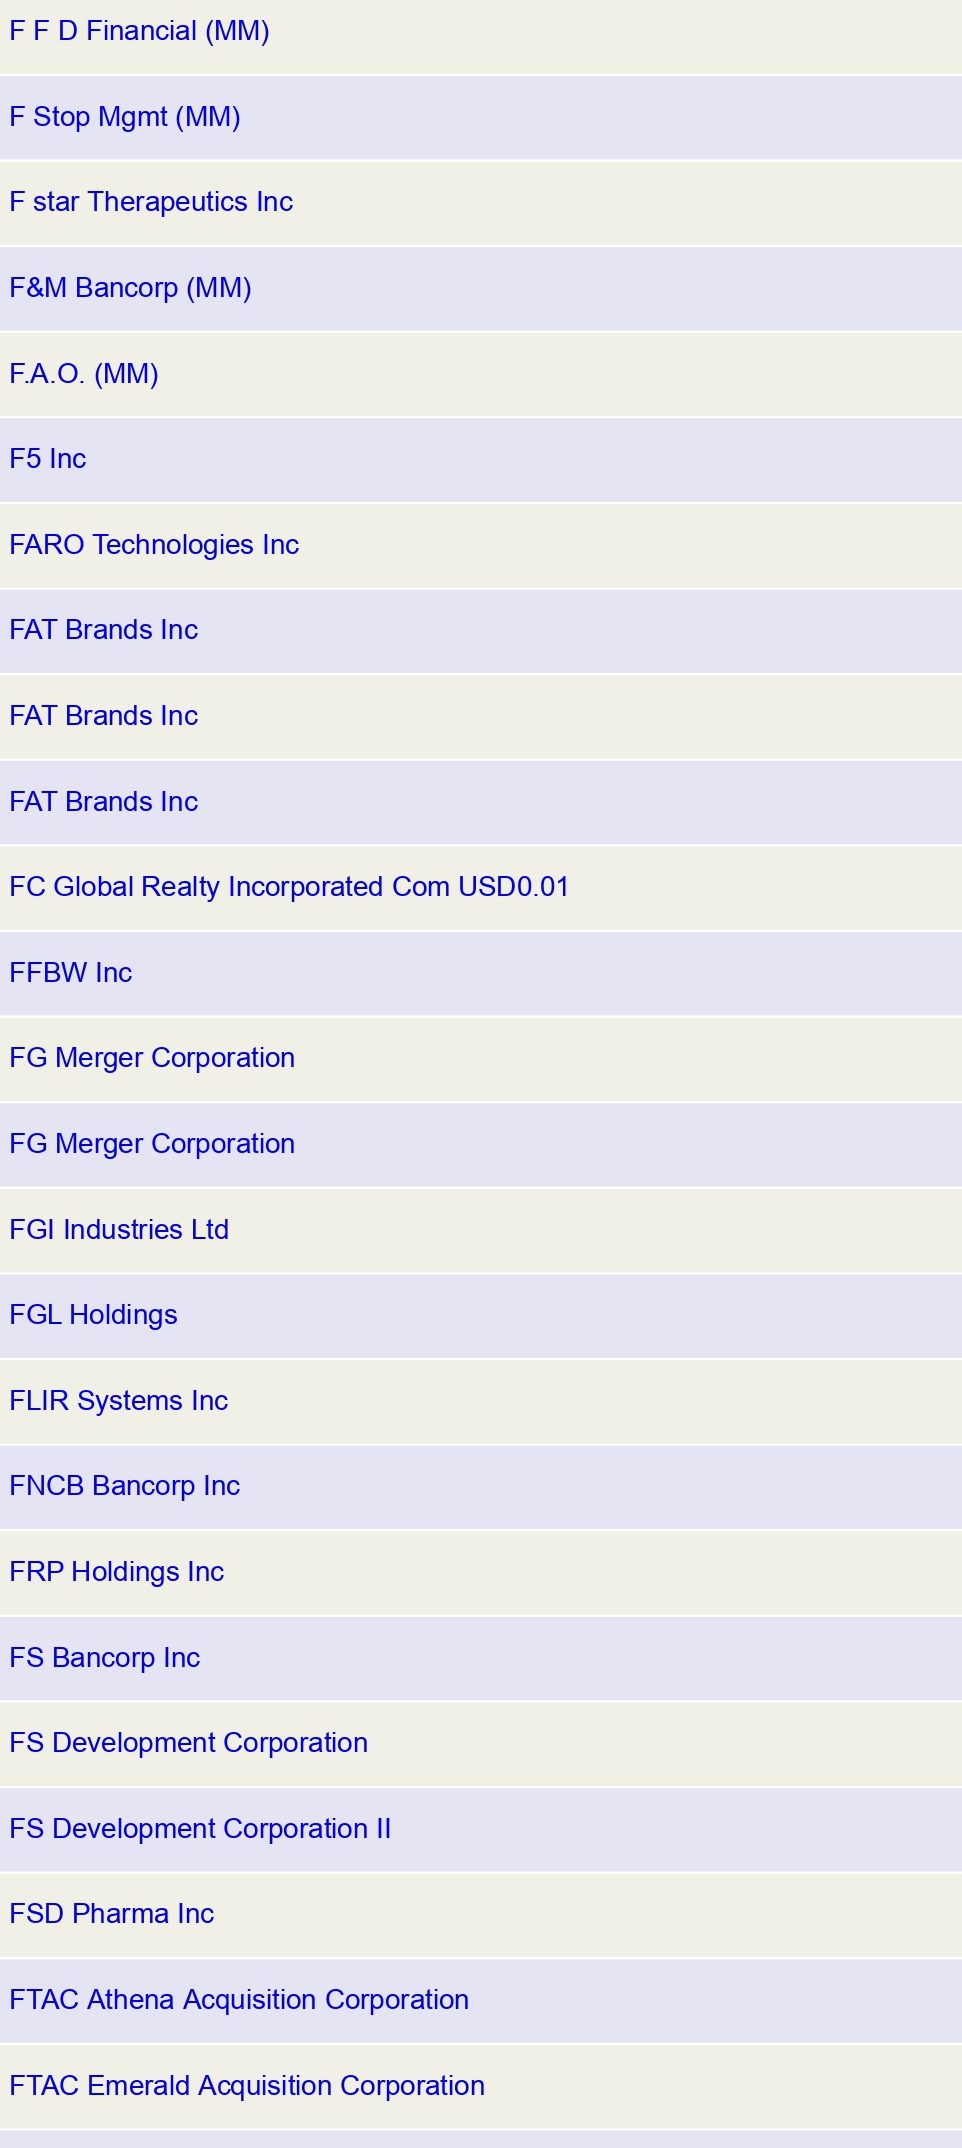 F F D Financial (MM)
F Stop Mgmt (MM)
F star Therapeutics Inc
F&M Bancorp (MM)
F.A.O. (MM)
F5 Inc
FARO Technologies Inc
FAT Brands Inc
FAT Brands Inc
FAT Brands Inc
FC Global Realty Incorporated Com USD0.01
FFBW Inc
FG Merger Corporation
FG Merger Corporation
FGI Industries Ltd
FGL Holdings
FLIR Systems Inc
FNCB Bancorp Inc
FRP Holdings Inc
FS Bancorp Inc
FS Development Corporation
FS Development Corporation II
FSD Pharma Inc
FTAC Athena Acquisition Corporation
FTAC Emerald Acquisition Corporation